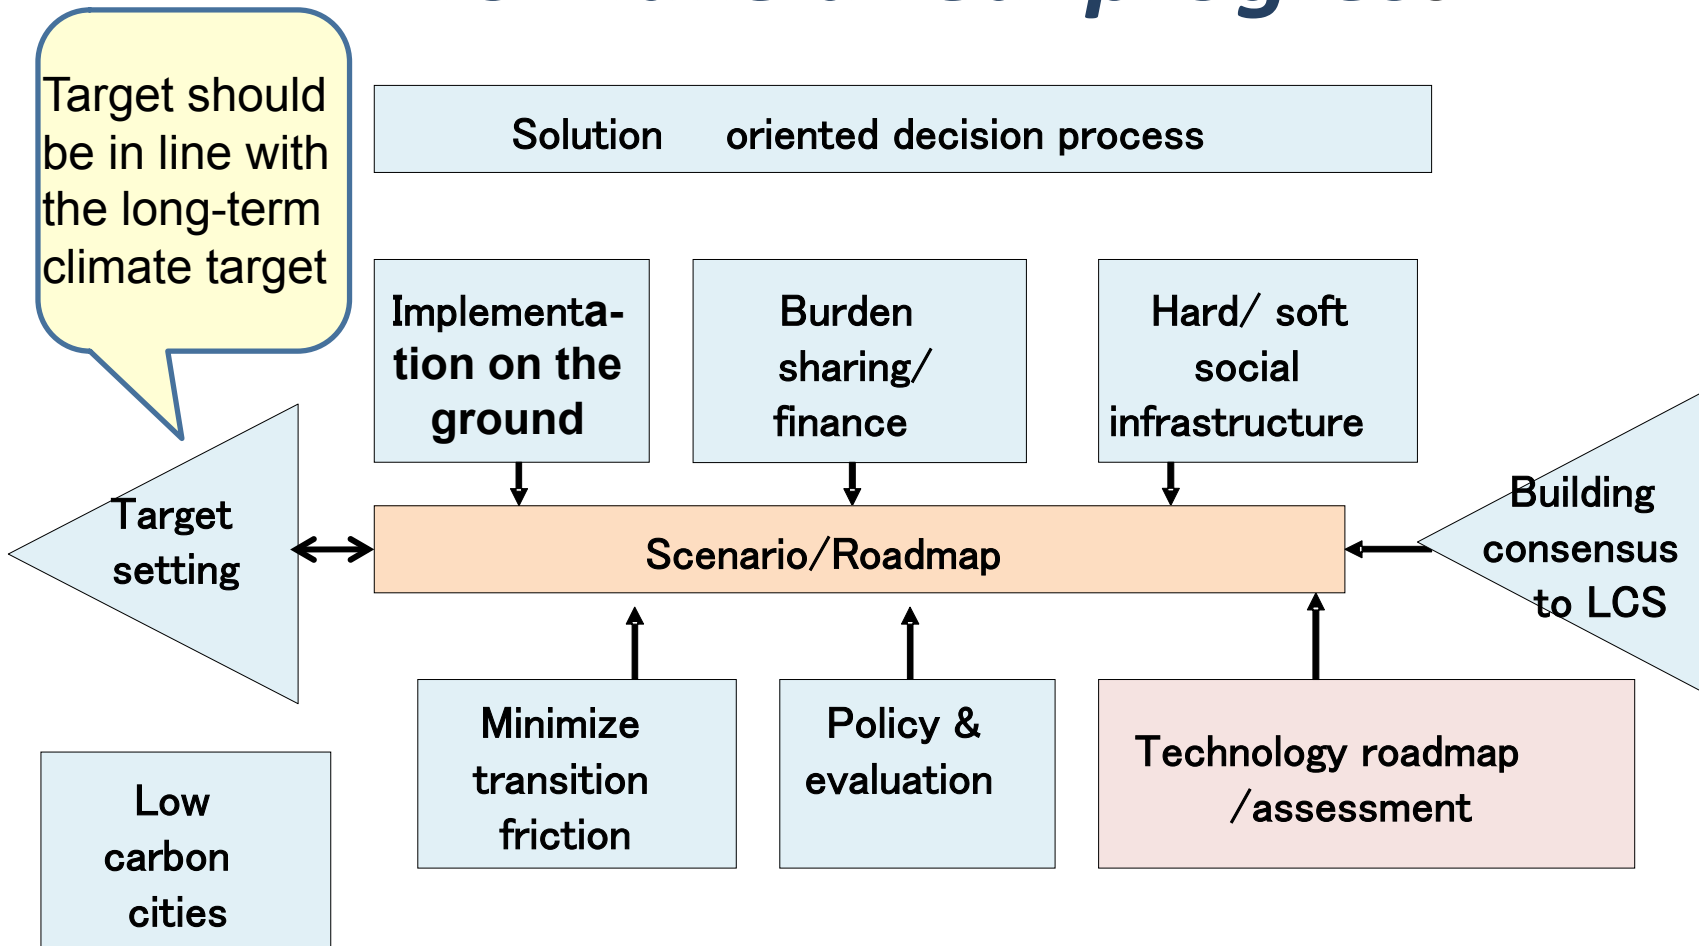 progress
Target should
be in line with
the long-term
climate target
Solution oriented decision process
Implementa-
tion on the
ground
Burden
sharing/
finance
Hard/ soft
social
infrastructure
Target
setting
Scenario/Roadmap
Building
consensus
to LCS
Minimize
transition
friction
Policy &
evaluation
Technology roadmap
/assessment
Low
carbon
cities